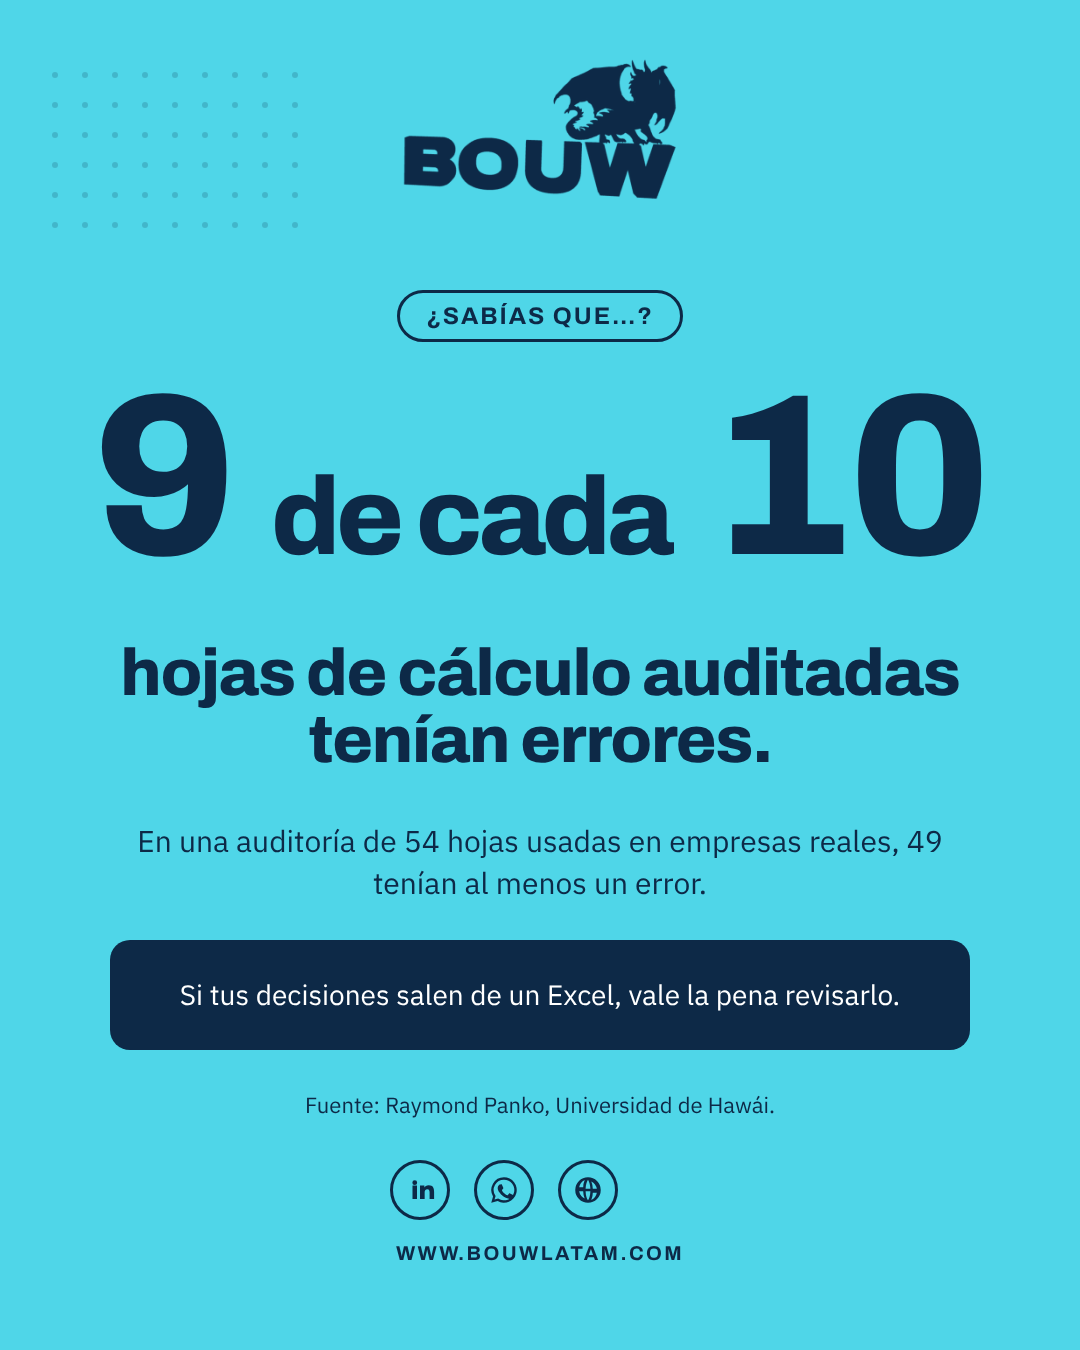 BOUW
¿SABÍAS QUE...?
9 de cada 10
hojas de cálculo auditadas
tenían errores.
En una auditoría de 54 hojas usadas en empresas reales, 49
tenían al menos un error.
Si tus decisiones salen de un Excel, vale la pena revisarlo.
Fuente: Raymond Panko, Universidad de Hawái.
in
WWW.BOUWLATAM.COM